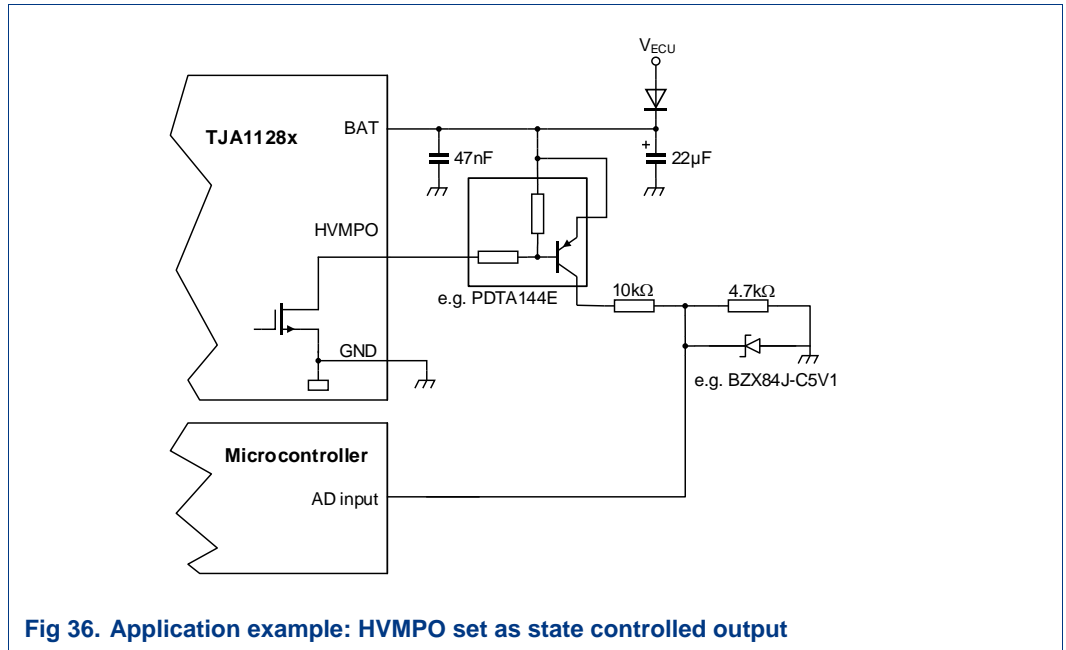 V_ECU
TJA1128x
BAT
+
47nF
22µF
HVMPO
e.g. PDTA144E
10kΩ
4.7kΩ
GND
e.g. BZX84J-C5V1
Microcontroller
AD input
Fig 36. Application example: HVMPO set as state controlled output